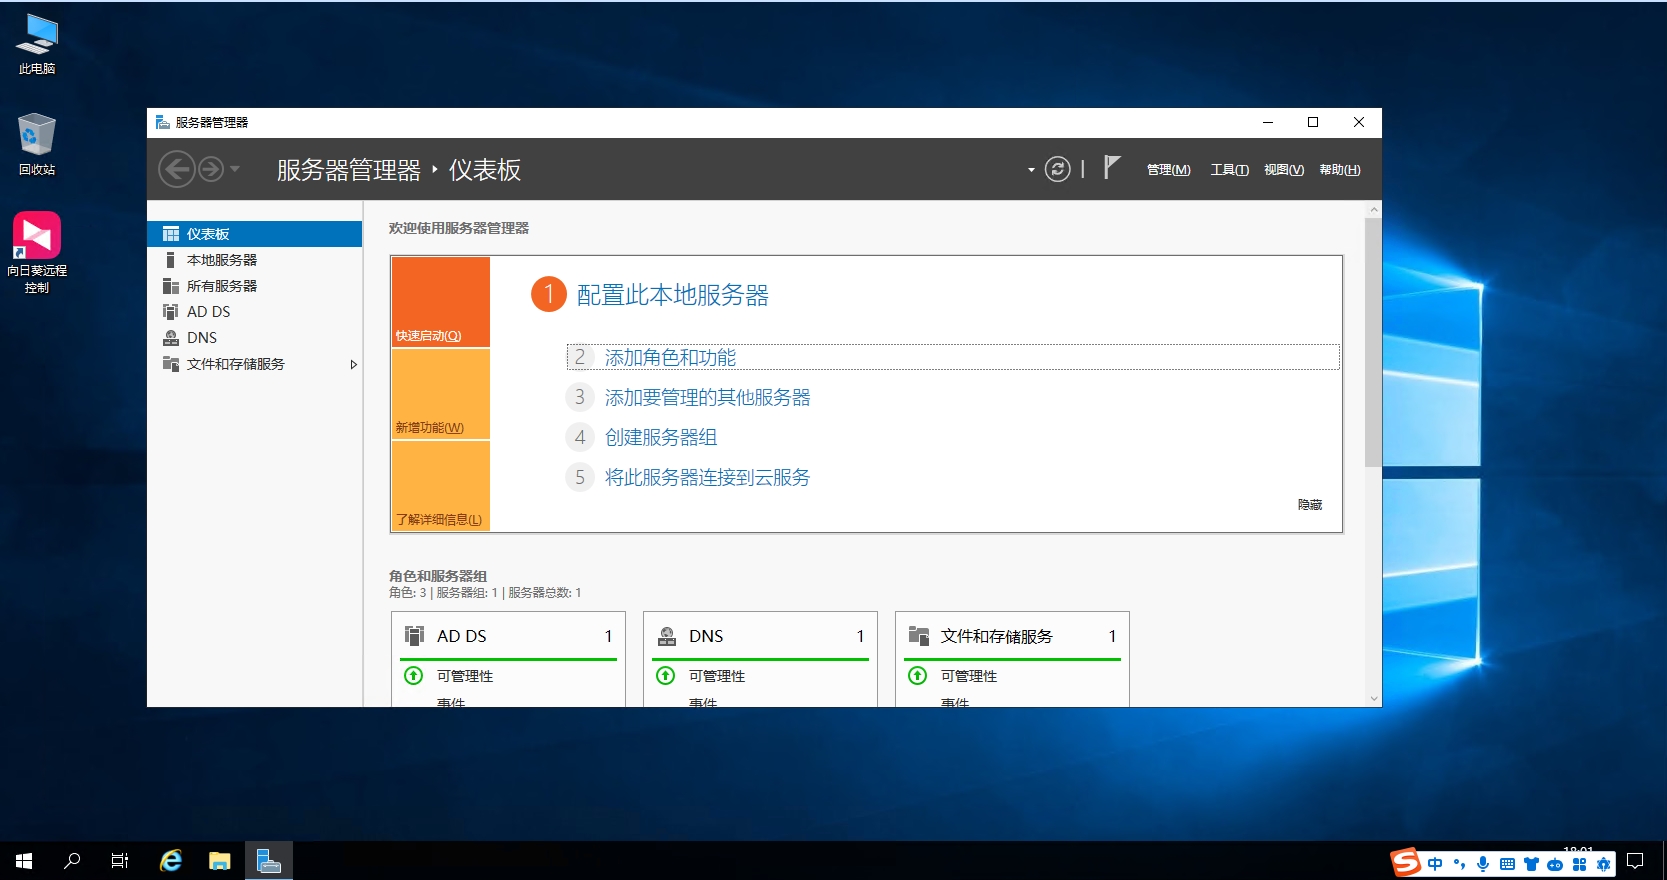 此电脑
回收站
向日葵远程
控制
服务器管理器
服务器管理器 ‣ 仪表板
管理(M) 工具(T) 视图(V) 帮助(H)
仪表板
本地服务器
所有服务器
AD DS
DNS
文件和存储服务
欢迎使用服务器管理器
快速启动(Q)
新增功能(W)
了解详细信息(L)
1 配置此本地服务器
2 添加角色和功能
3 添加要管理的其他服务器
4 创建服务器组
5 将此服务器连接到云服务
隐藏
角色和服务器组
角色: 3 | 服务器组: 1 | 服务器总数: 1
AD DS 1
可管理性
事件
DNS 1
可管理性
事件
文件和存储服务 1
可管理性
事件
中